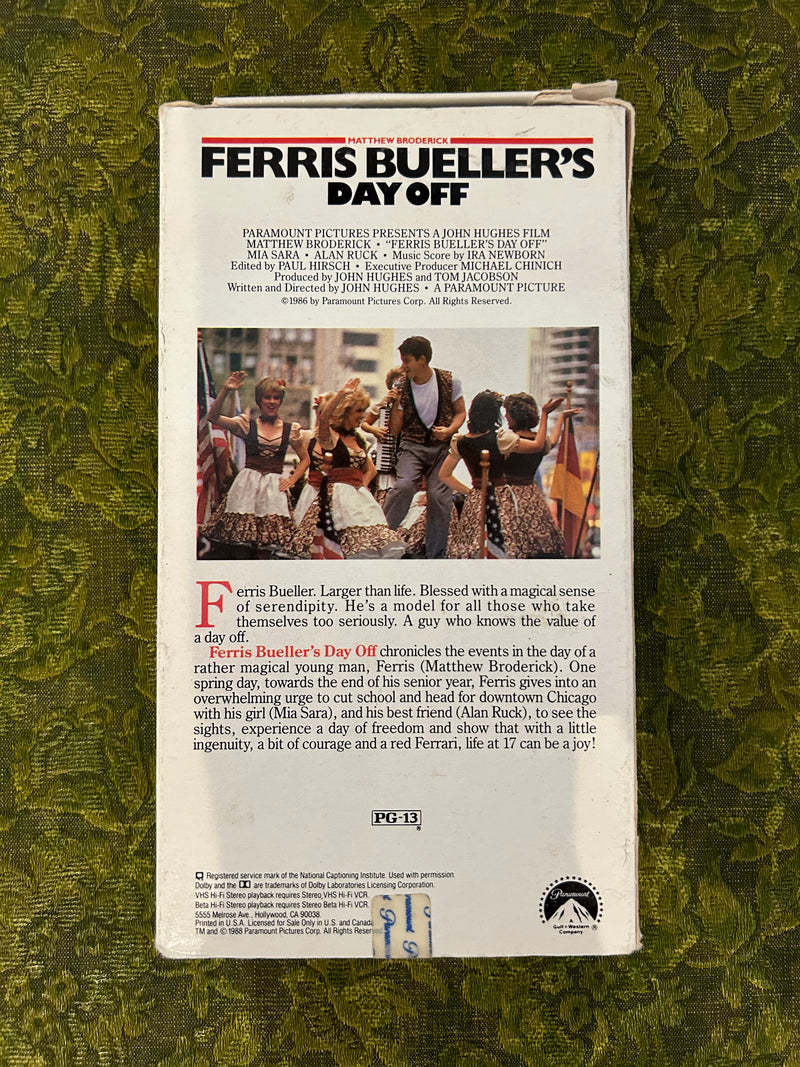 MATTHEW BRODERICK
FERRIS BUELLER'S
DAY OFF
PARAMOUNT PICTURES PRESENTS A JOHN HUGHES FILM
MATTHEW BRODERICK • "FERRIS BUELLER'S DAY OFF"
MIA SARA • ALAN RUCK • Music Score by IRA NEWBORN
Edited by PAUL HIRSCH • Executive Producer MICHAEL CHINICH
Produced by JOHN HUGHES and TOM JACOBSON
Written and Directed by JOHN HUGHES • A PARAMOUNT PICTURE
©1986 by Paramount Pictures Corp. All Rights Reserved.
Ferris Bueller. Larger than life. Blessed with a magical sense
of serendipity. He's a model for all those who take
themselves too seriously. A guy who knows the value of
a day off.
Ferris Bueller's Day Off chronicles the events in the day of a
rather magical young man, Ferris (Matthew Broderick). One
spring day, towards the end of his senior year, Ferris gives into an
overwhelming urge to cut school and head for downtown Chicago
with his girl (Mia Sara), and his best friend (Alan Ruck), to see the
sights, experience a day of freedom and show that with a little
ingenuity, a bit of courage and a red Ferrari, life at 17 can be a joy!
PG-13®
Registered service mark of the National Captioning Institute. Used with permission.
Dolby and the are trademarks of Dolby Laboratories Licensing Corporation.
VHS Hi-Fi Stereo playback requires Stereo VHS Hi-Fi VCR.
Beta Hi-Fi Stereo playback requires Stereo Beta Hi-Fi VCR.
5555 Melrose Ave., Hollywood, CA 90038.
Printed in U.S.A. Licensed for Sale Only in U.S. and Canada
TM and © 1988 Paramount Pictures Corp. All Rights
Paramount
Gulf+Western
Company ®